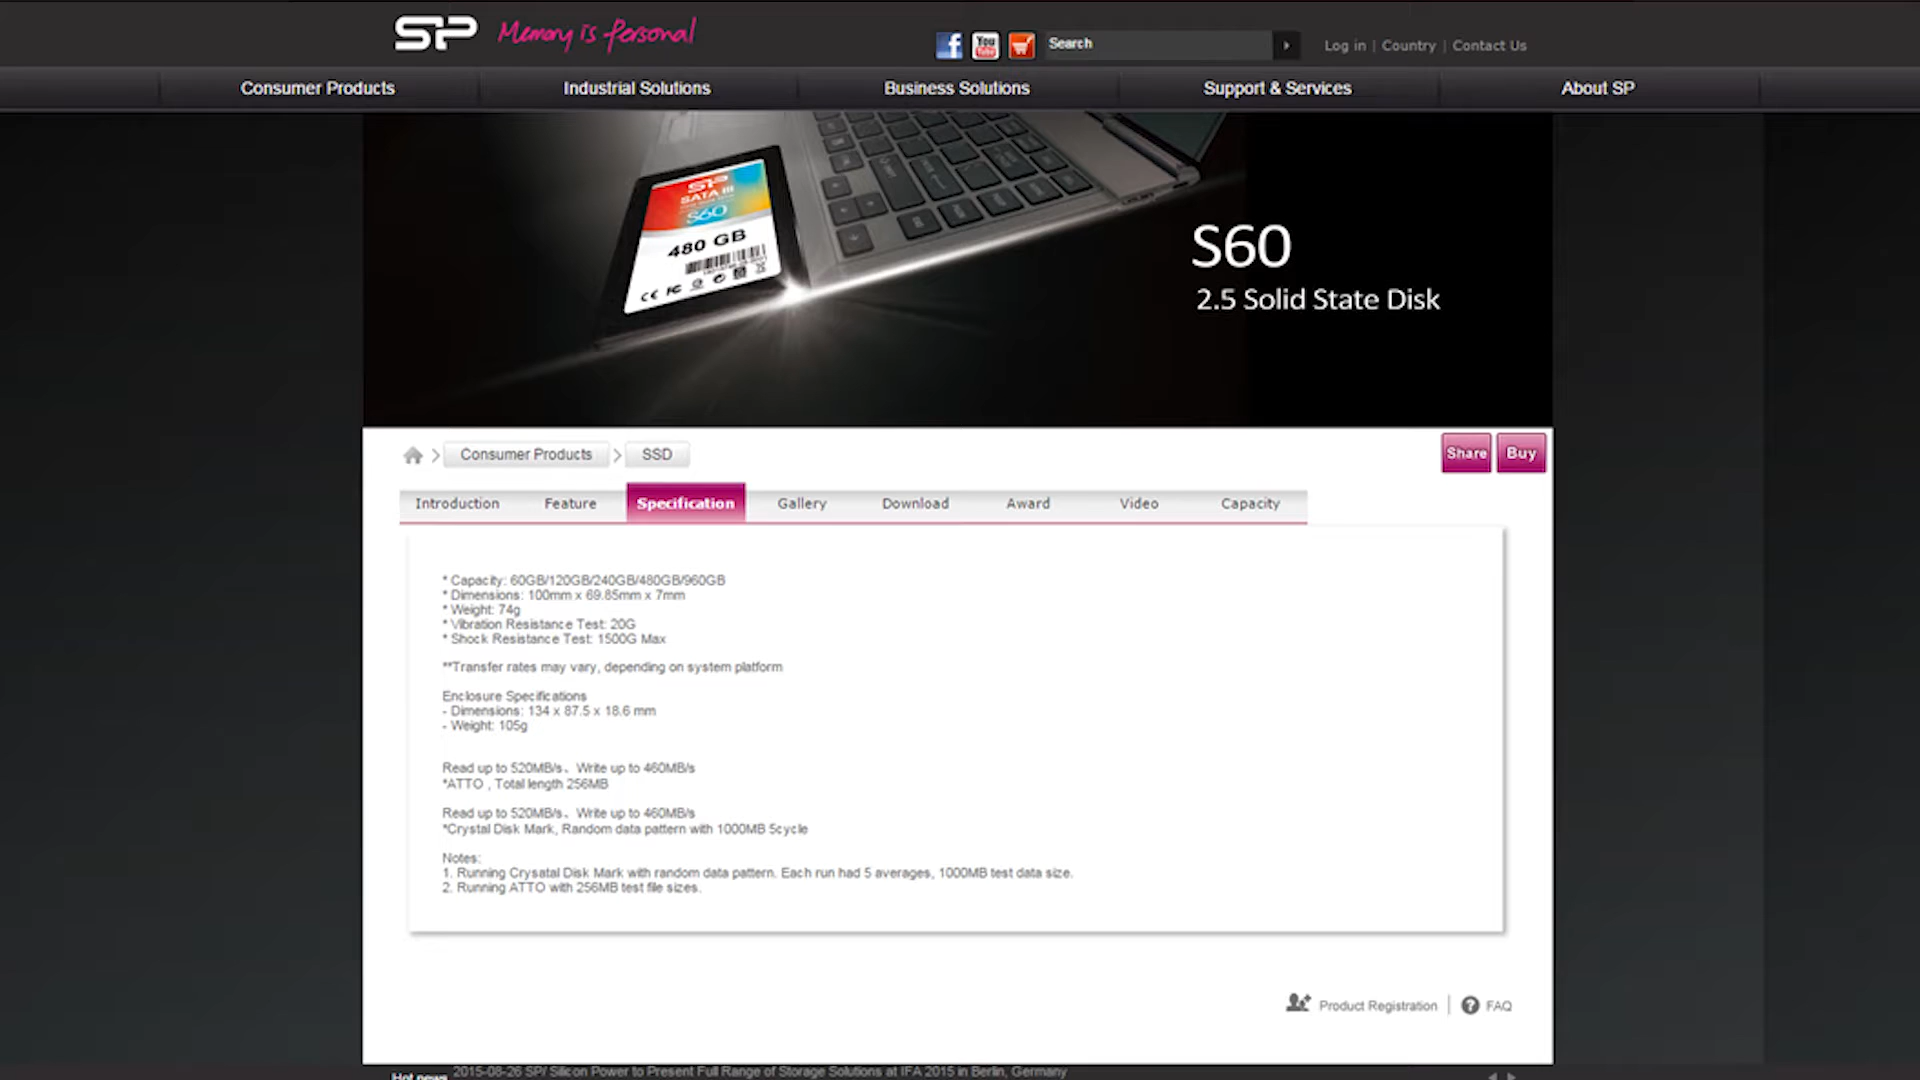 SP Memory is Personal
You Tube
Search
Log in | Country | Contact Us
Consumer Products
Industrial Solutions
Business Solutions
Support & Services
About SP
SP
SATA III
S60
480 GB
S60
2.5 Solid State Disk
Consumer Products
SSD
Share
Buy
Introduction
Feature
Specification
Gallery
Download
Award
Video
Capacity
* Capacity: 60GB/120GB/240GB/480GB/960GB
* Dimensions: 100mm x 69.85mm x 7mm
* Weight: 74g
* Vibration Resistance Test: 20G
* Shock Resistance Test: 1500G Max
**Transfer rates may vary, depending on system platform
Enclosure Specifications
- Dimensions: 134 x 87.5 x 18.6 mm
- Weight: 105g
Read up to 520MB/s、Write up to 460MB/s
*ATTO , Total length 256MB
Read up to 520MB/s、Write up to 460MB/s
*Crystal Disk Mark, Random data pattern with 1000MB 5cycle
Notes:
1. Running Crysatal Disk Mark with random data pattern. Each run had 5 averages, 1000MB test data size.
2. Running ATTO with 256MB test file sizes.
Product Registration
FAQ
Hot news
2015-08-26 SP/ Silicon Power to Present Full Range of Storage Solutions at IFA 2015 in Berlin, Germany